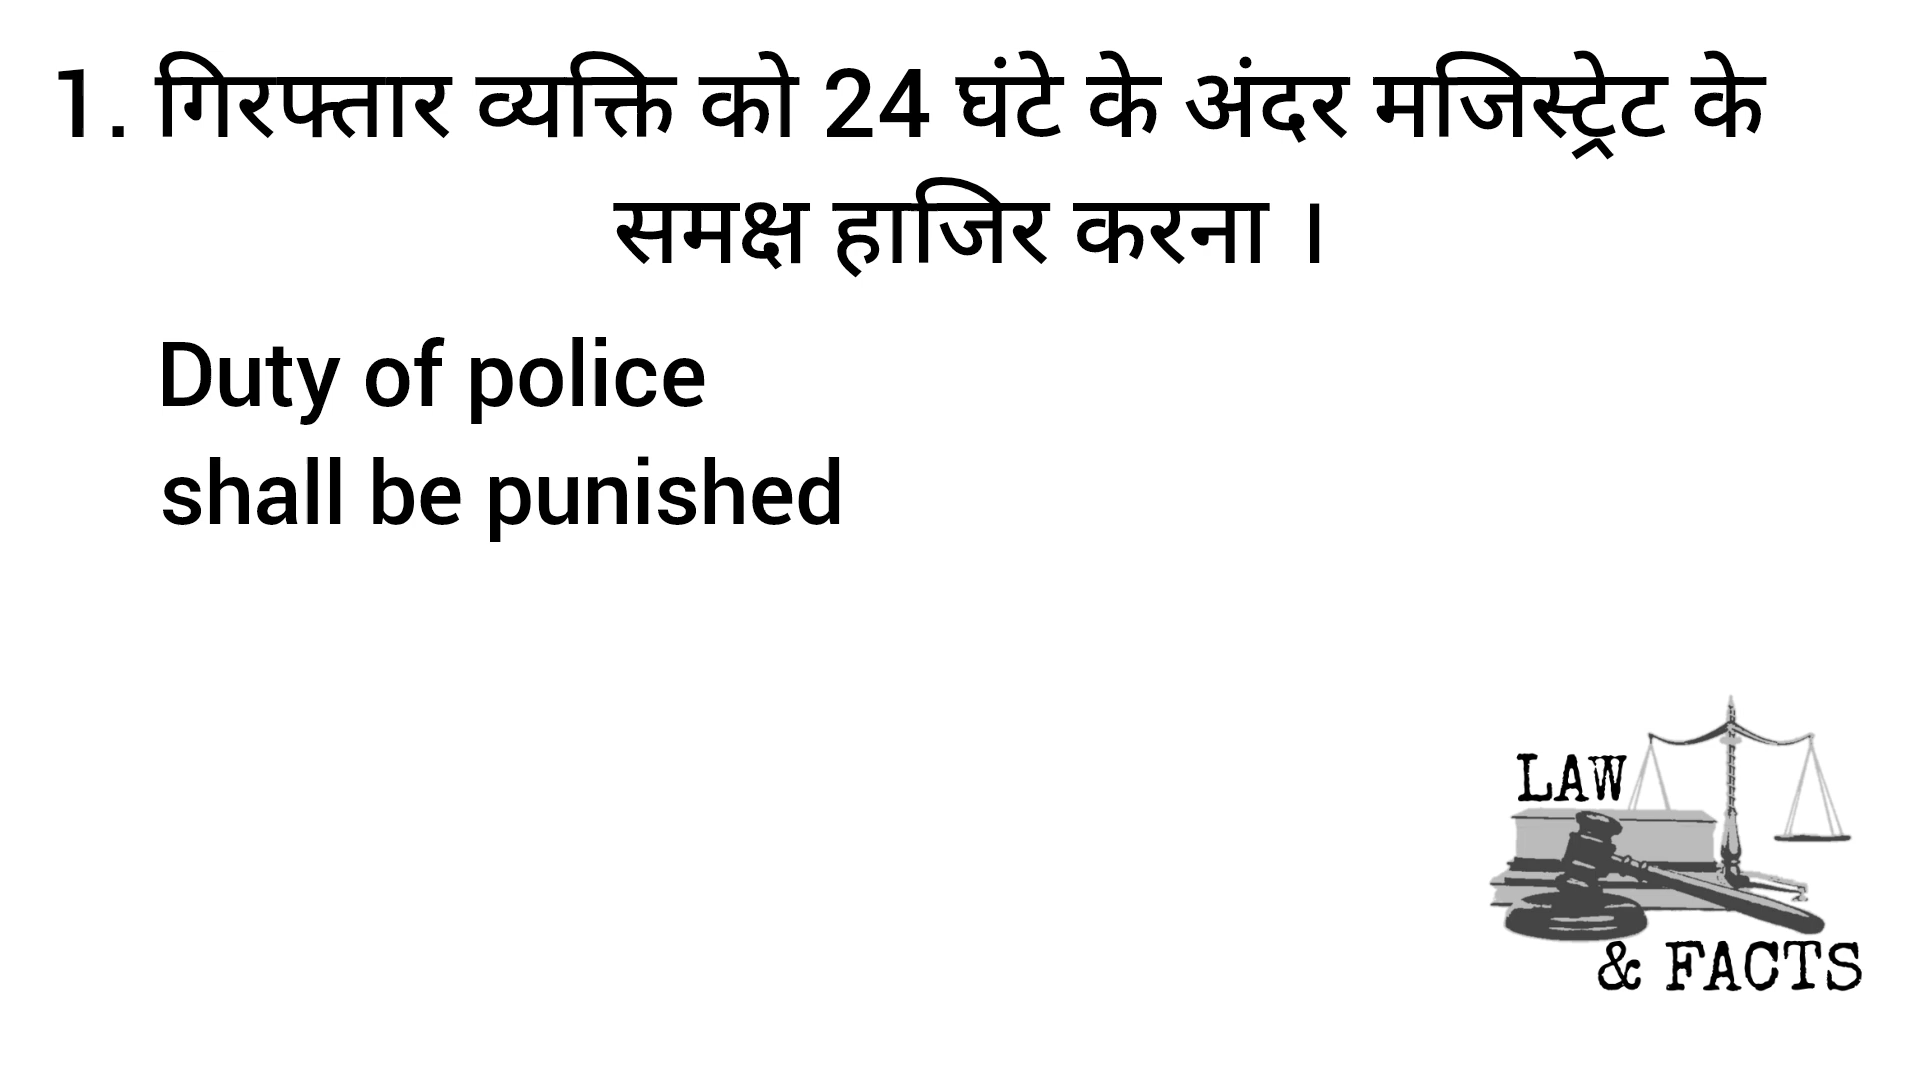 1. गिरफ्तार व्यक्ति को 24 घंटे के अंदर मजिस्ट्रेट के
समक्ष हाजिर करना ।
Duty of police
shall be punished
LAW
& FACTS